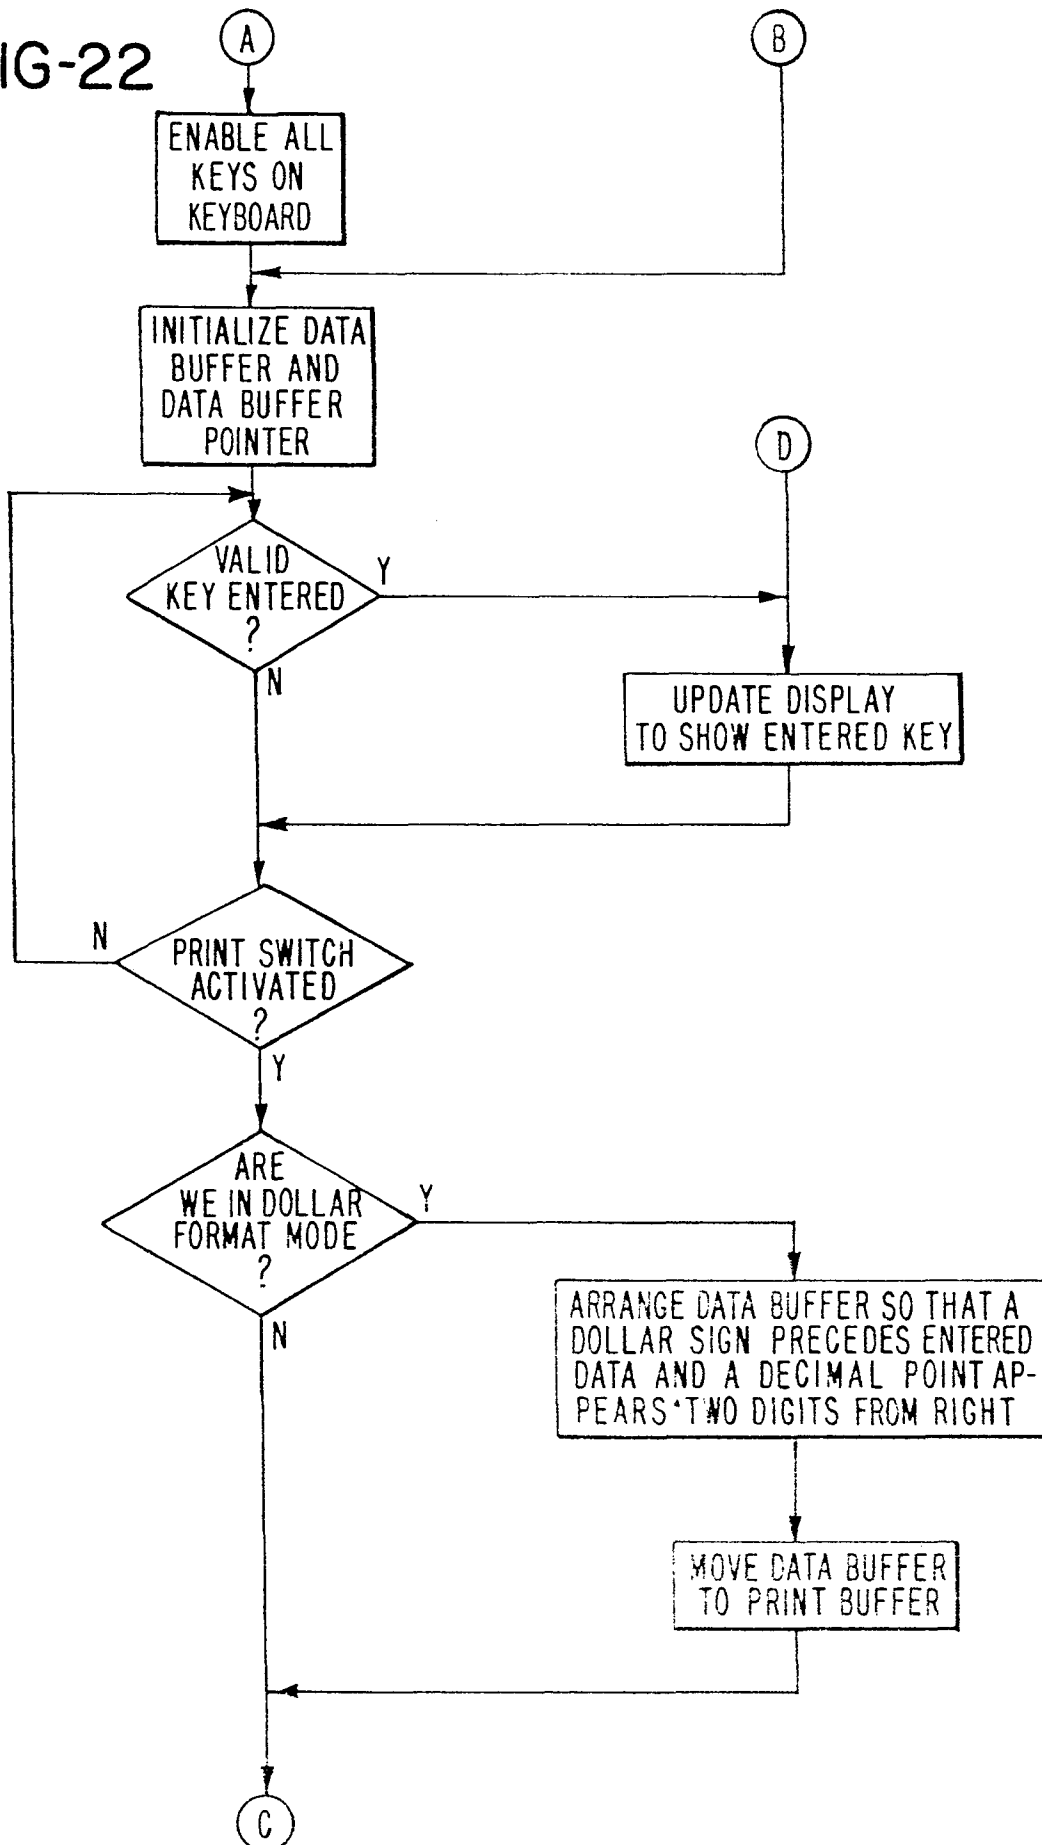 IG-22
A
B
ENABLE ALL
KEYS ON
KEYBOARD
INITIALIZE DATA
BUFFER AND
DATA BUFFER
POINTER
D
VALID
KEY ENTERED
?
Y
N
UPDATE DISPLAY
TO SHOW ENTERED KEY
N
PRINT SWITCH
ACTIVATED
?
Y
ARE
WE IN DOLLAR
FORMAT MODE
?
Y
N
ARRANGE DATA BUFFER SO THAT A
DOLLAR SIGN PRECEDES ENTERED
DATA AND A DECIMAL POINT AP-
PEARS TWO DIGITS FROM RIGHT
MOVE DATA BUFFER
TO PRINT BUFFER
C